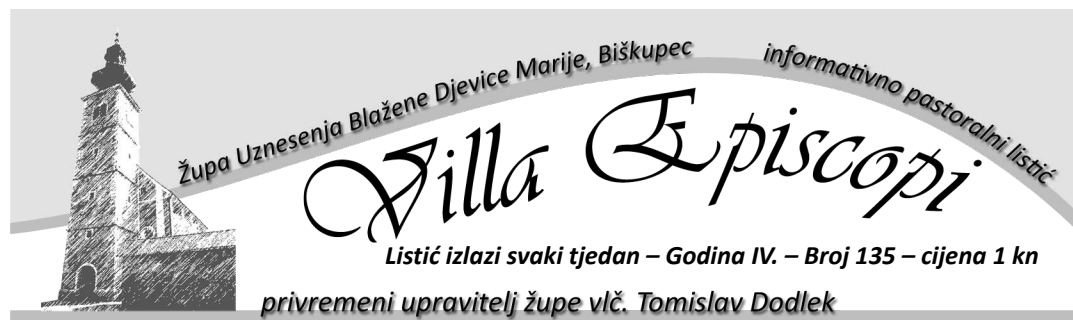 Župa Uznesenja Blažene Djevice Marije, Biškupec
informativno pastoralni listić
Villa Episcopi
Listić izlazi svaki tjedan – Godina IV. – Broj 135 – cijena 1 kn
privremeni upravitelj župe vlč. Tomislav Dodlek